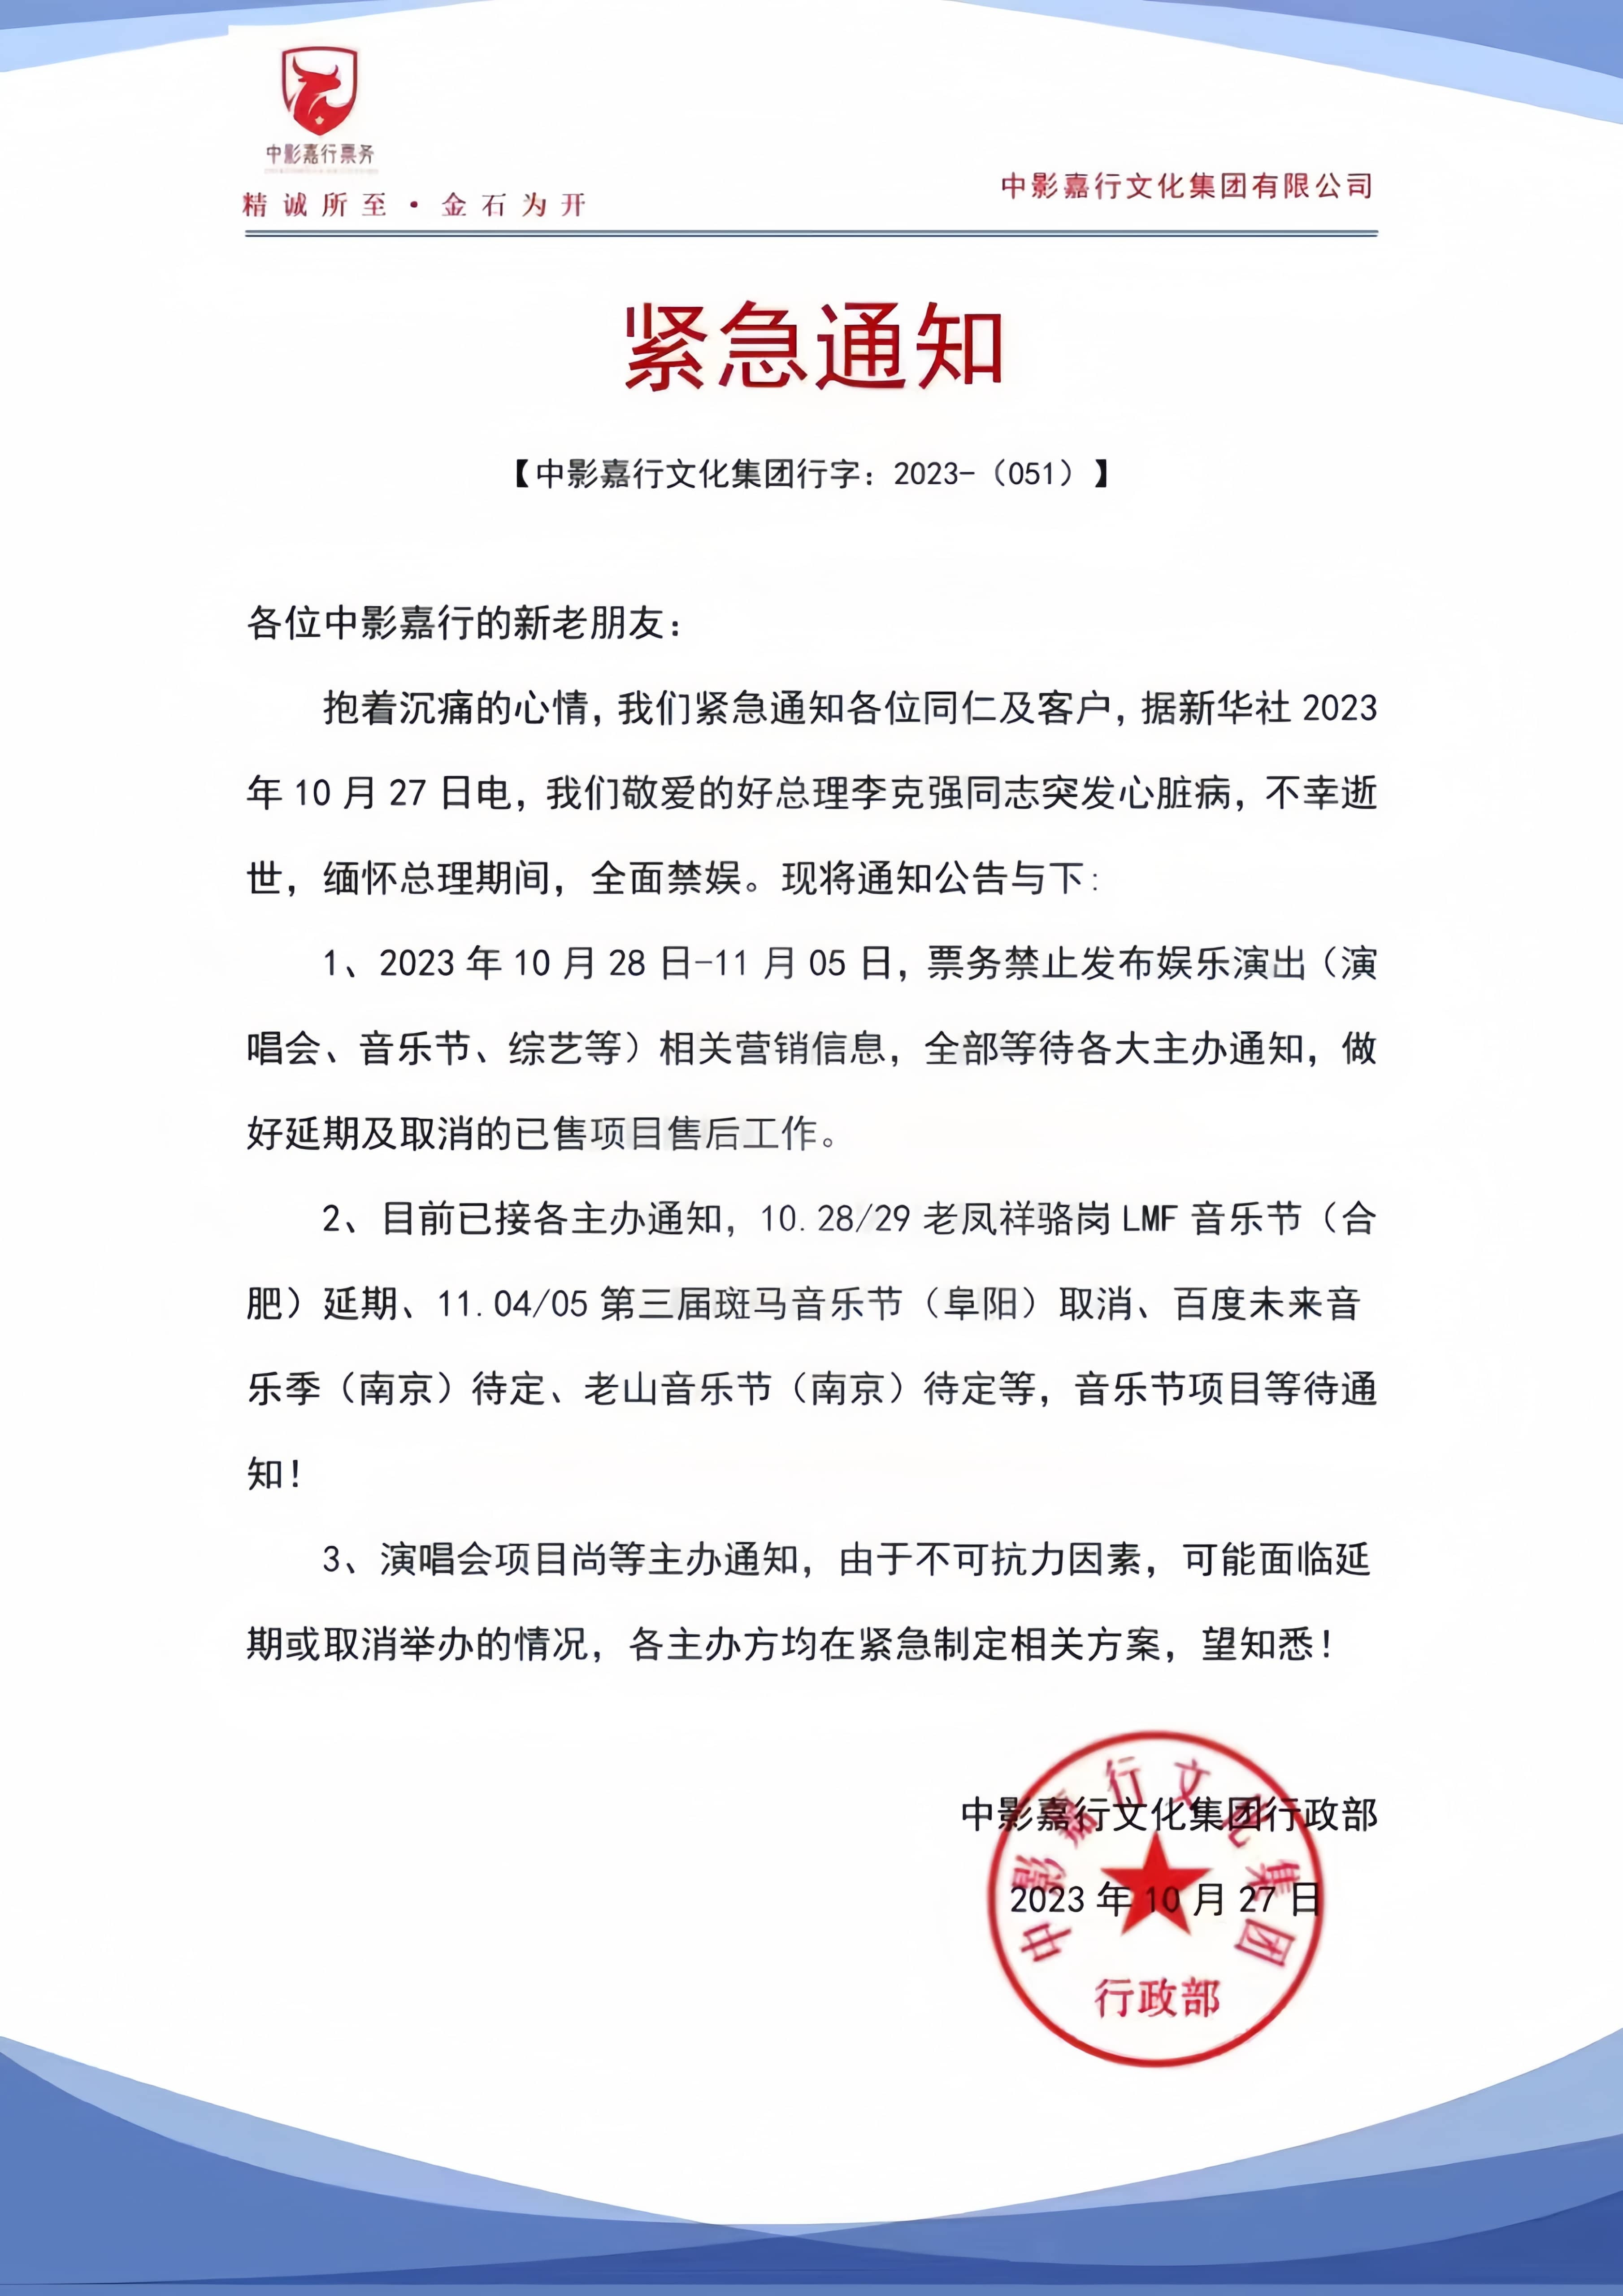 中影嘉行票务
精诚所至·金石为开
中影嘉行文化集团有限公司
紧急通知
【中影嘉行文化集团行字：2023-（051）】
各位中影嘉行的新老朋友：
抱着沉痛的心情，我们紧急通知各位同仁及客户，据新华社 2023
年 10 月 27 日电，我们敬爱的好总理李克强同志突发心脏病，不幸逝
世，缅怀总理期间，全面禁娱。现将通知公告与下：
1、2023 年 10 月 28 日-11 月 05 日，票务禁止发布娱乐演出（演
唱会、音乐节、综艺等）相关营销信息，全部等待各大主办通知，做
好延期及取消的已售项目售后工作。
2、目前已接各主办通知，10.28/29 老凤祥骆岗 LMF 音乐节（合
肥）延期、11.04/05 第三届斑马音乐节（阜阳）取消、百度未来音
乐季（南京）待定、老山音乐节（南京）待定等，音乐节项目等待通
知！
3、演唱会项目尚等主办通知，由于不可抗力因素，可能面临延
期或取消举办的情况，各主办方均在紧急制定相关方案，望知悉！
中影嘉行文化集团行政部
2023 年 10 月 27 日
中影嘉行文化集团
行政部